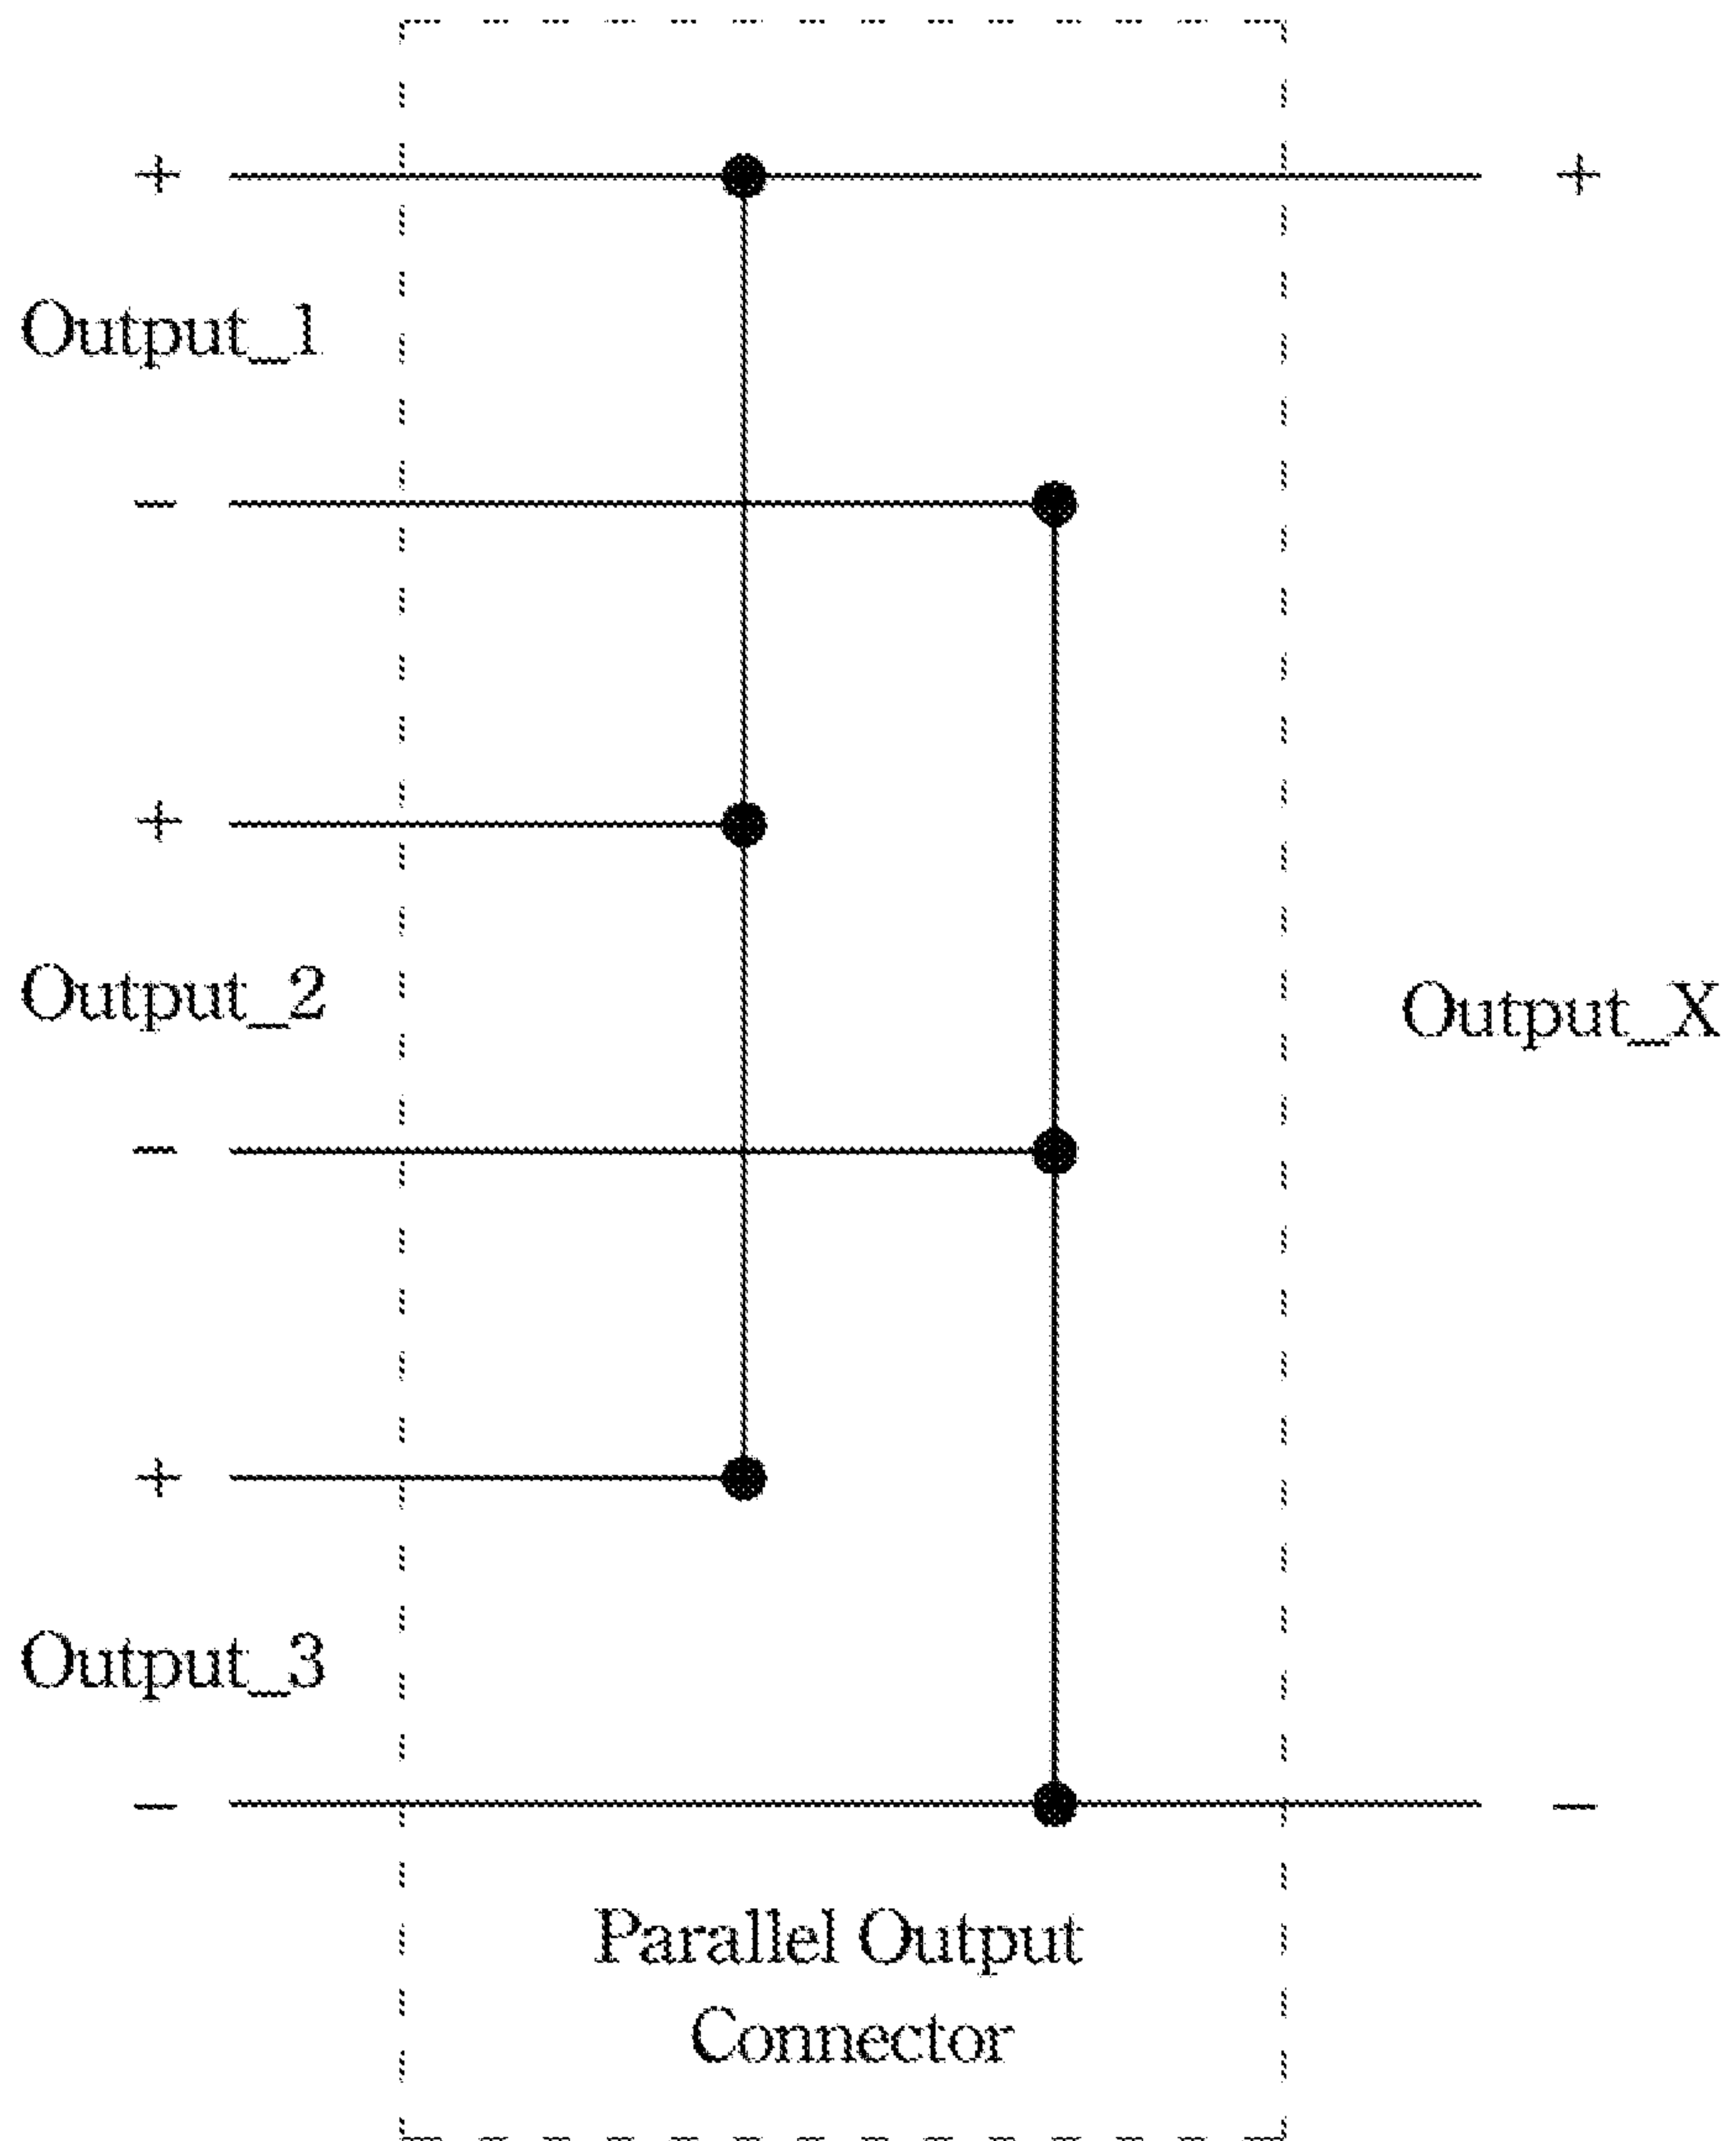 + +
Output_1
−
+
Output_2
Output_X
−
+
Output_3
− −
Parallel Output
Connector